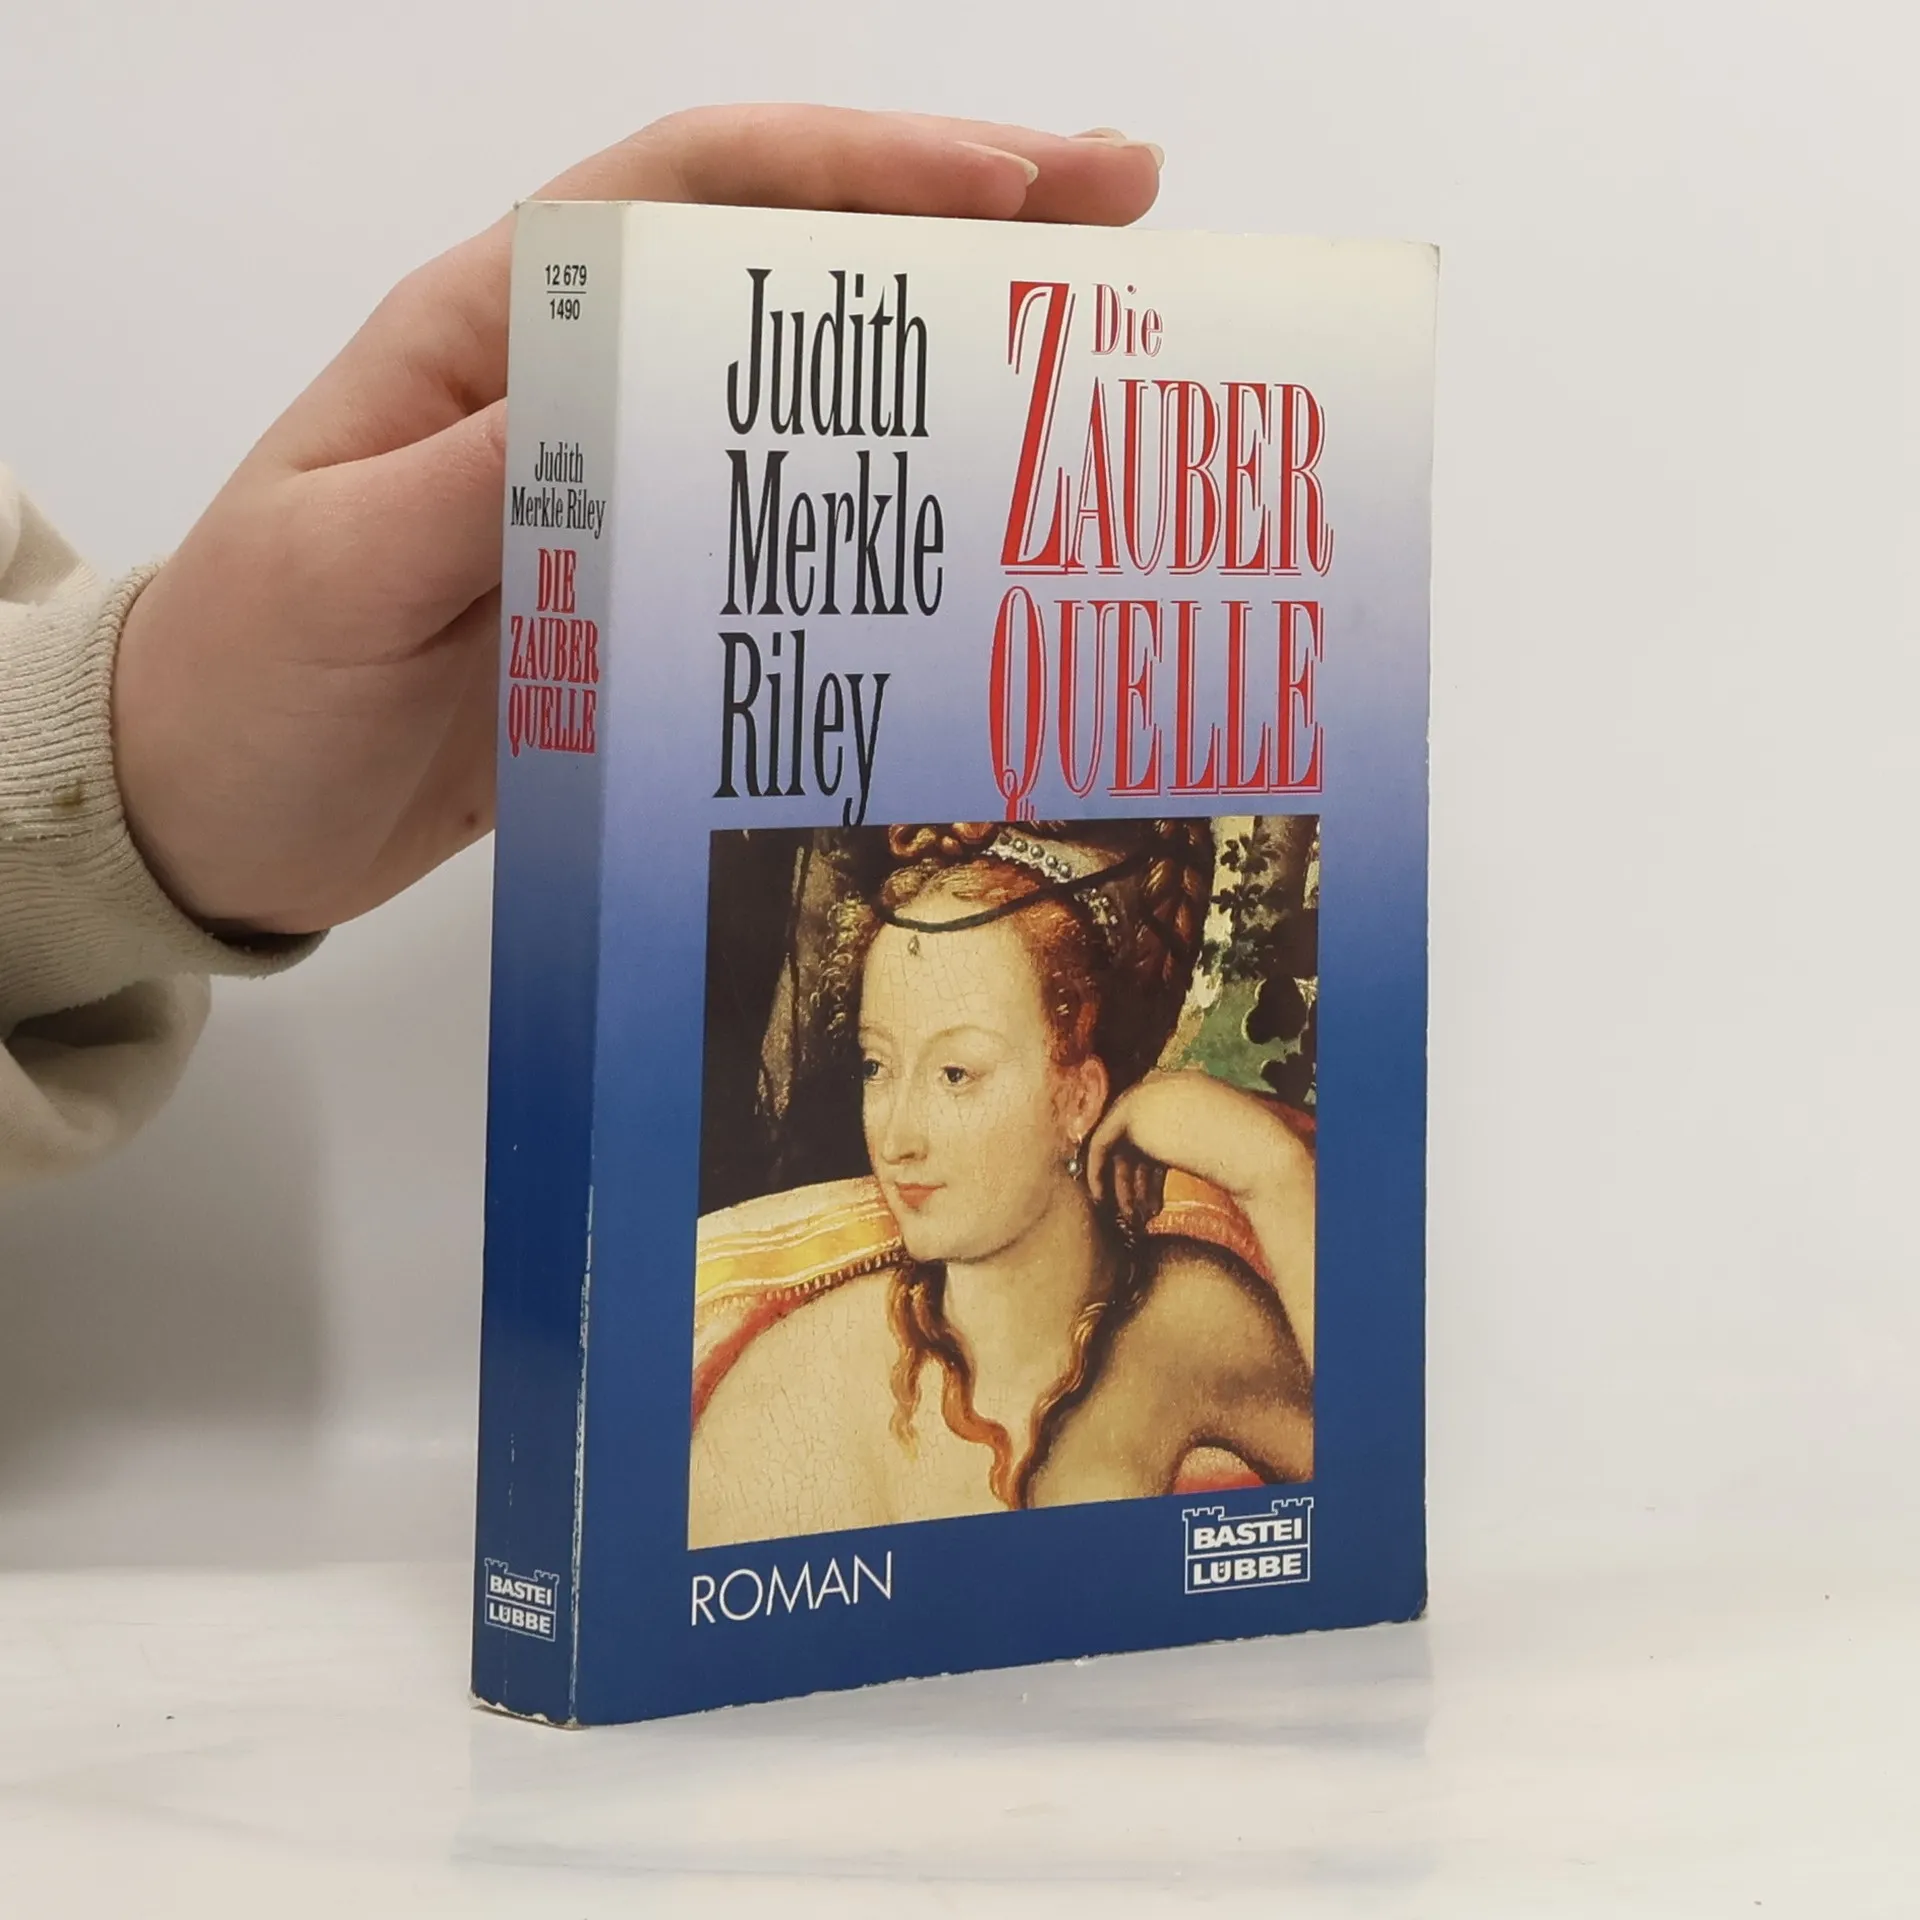 12 679
1490
Judith
Merkle Riley
DIE
ZAUBER
QUELLE
BASTEI
LÜBBE
Judith
Merkle
Riley
Die
ZAUBER
QUELLE
ROMAN
BASTEI
LÜBBE